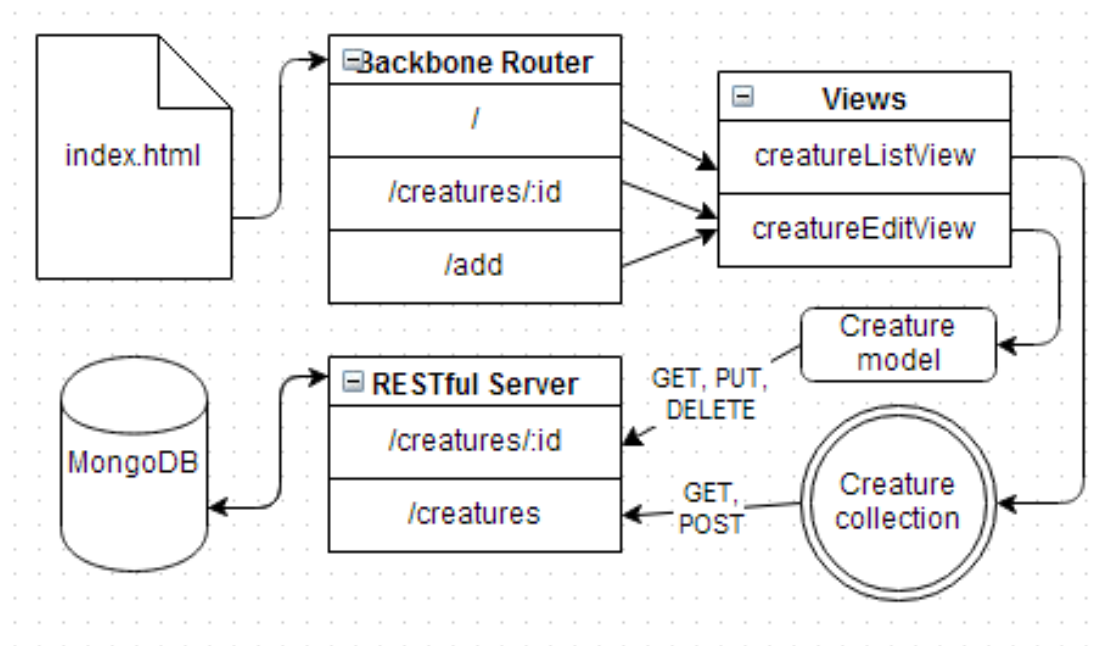 index.html
Backbone Router
/
/creatures/:id
/add
Views
creatureListView
creatureEditView
Creature
model
GET, PUT,
DELETE
RESTful Server
/creatures/:id
/creatures
MongoDB
GET,
POST
Creature
collection